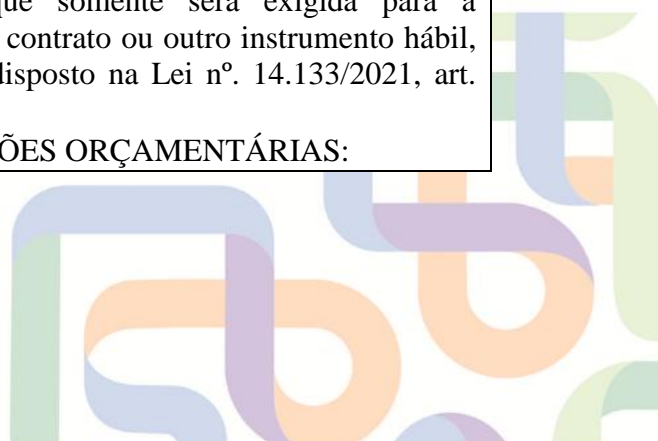 que somente será exigida para a
contrato ou outro instrumento hábil,
disposto na Lei nº. 14.133/2021, art.
ÕES ORÇAMENTÁRIAS: